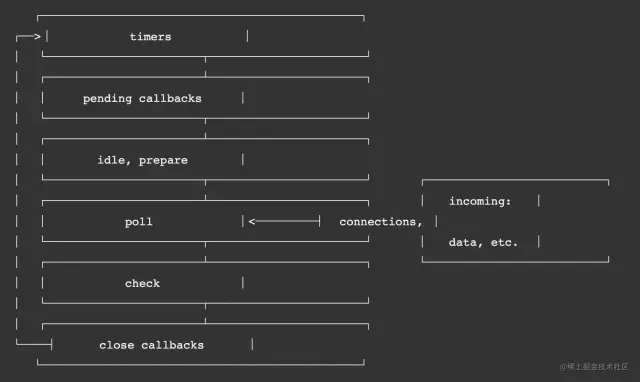 timers
pending callbacks
idle, prepare
incoming:
poll
connections,
data, etc.
check
close callbacks
@稀土掘金技术社区